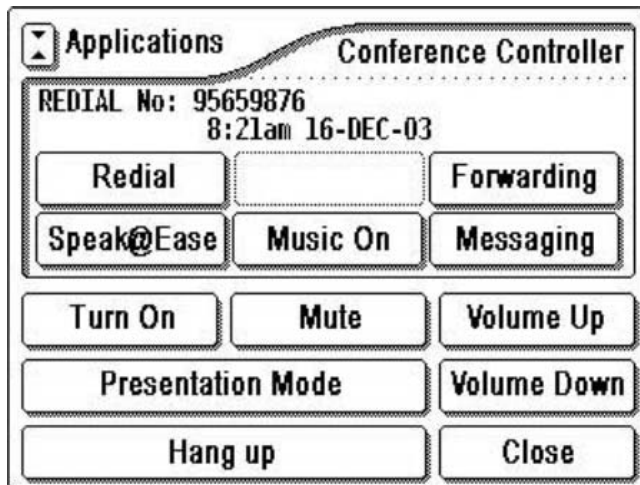 Applications
Conference Controller
REDIAL No: 95659876
8:21am 16-DEC-03
Redial
Forwarding
Speak@Ease
Music On
Messaging
Turn On
Mute
Volume Up
Presentation Mode
Volume Down
Hang up
Close